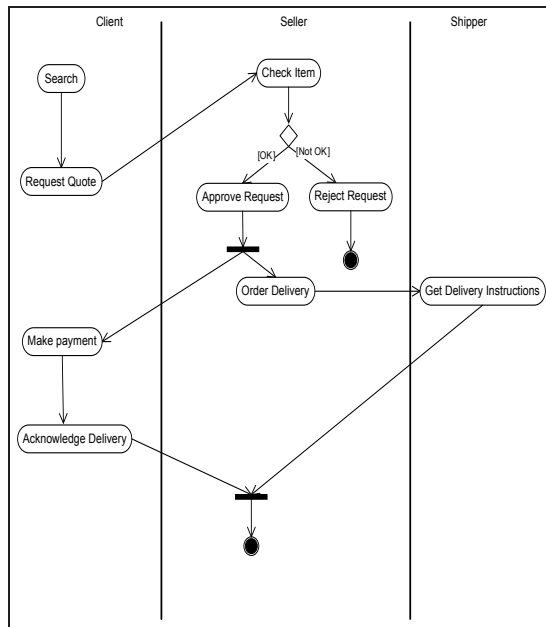 Client
Seller
Shipper
Search
Check Item
[OK]
[Not OK]
Request Quote
Approve Request
Reject Request
Order Delivery
Get Delivery Instructions
Make payment
Acknowledge Delivery